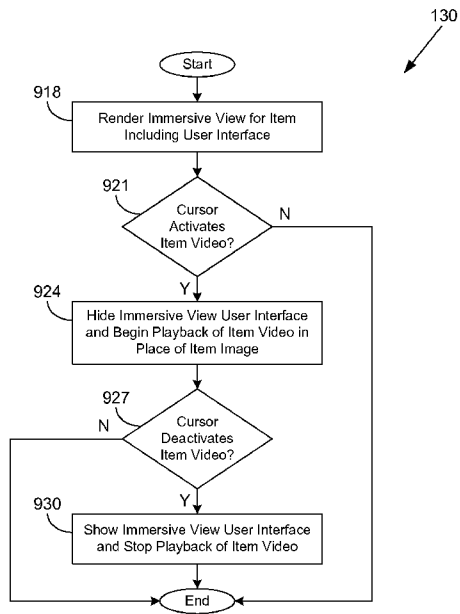 130
Start
918
Render Immersive View for Item
Including User Interface
921
Cursor
Activates
Item Video?
N
Y
924
Hide Immersive View User Interface
and Begin Playback of Item Video in
Place of Item Image
927
Cursor
Deactivates
Item Video?
N
Y
930
Show Immersive View User Interface
and Stop Playback of Item Video
End